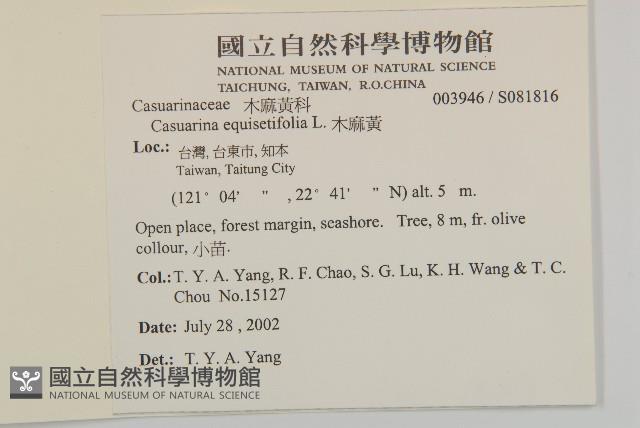 國立自然科學博物館
NATIONAL MUSEUM OF NATURAL SCIENCE
TAICHUNG, TAIWAN, R.O.CHINA
Casuarinaceae 木麻黃科 003946 / S081816
Casuarina equisetifolia L. 木麻黃
Loc.: 台灣, 台東市, 知本
Taiwan, Taitung City
(121° 04' " , 22° 41' " N) alt. 5 m.
Open place, forest margin, seashore. Tree, 8 m, fr. olive
collour, 小苗.
Col.: T. Y. A. Yang, R. F. Chao, S. G. Lu, K. H. Wang & T. C.
Chou No.15127
Date: July 28 , 2002
Det.: T. Y. A. Yang
國立自然科學博物館
NATIONAL MUSEUM OF NATURAL SCIENCE